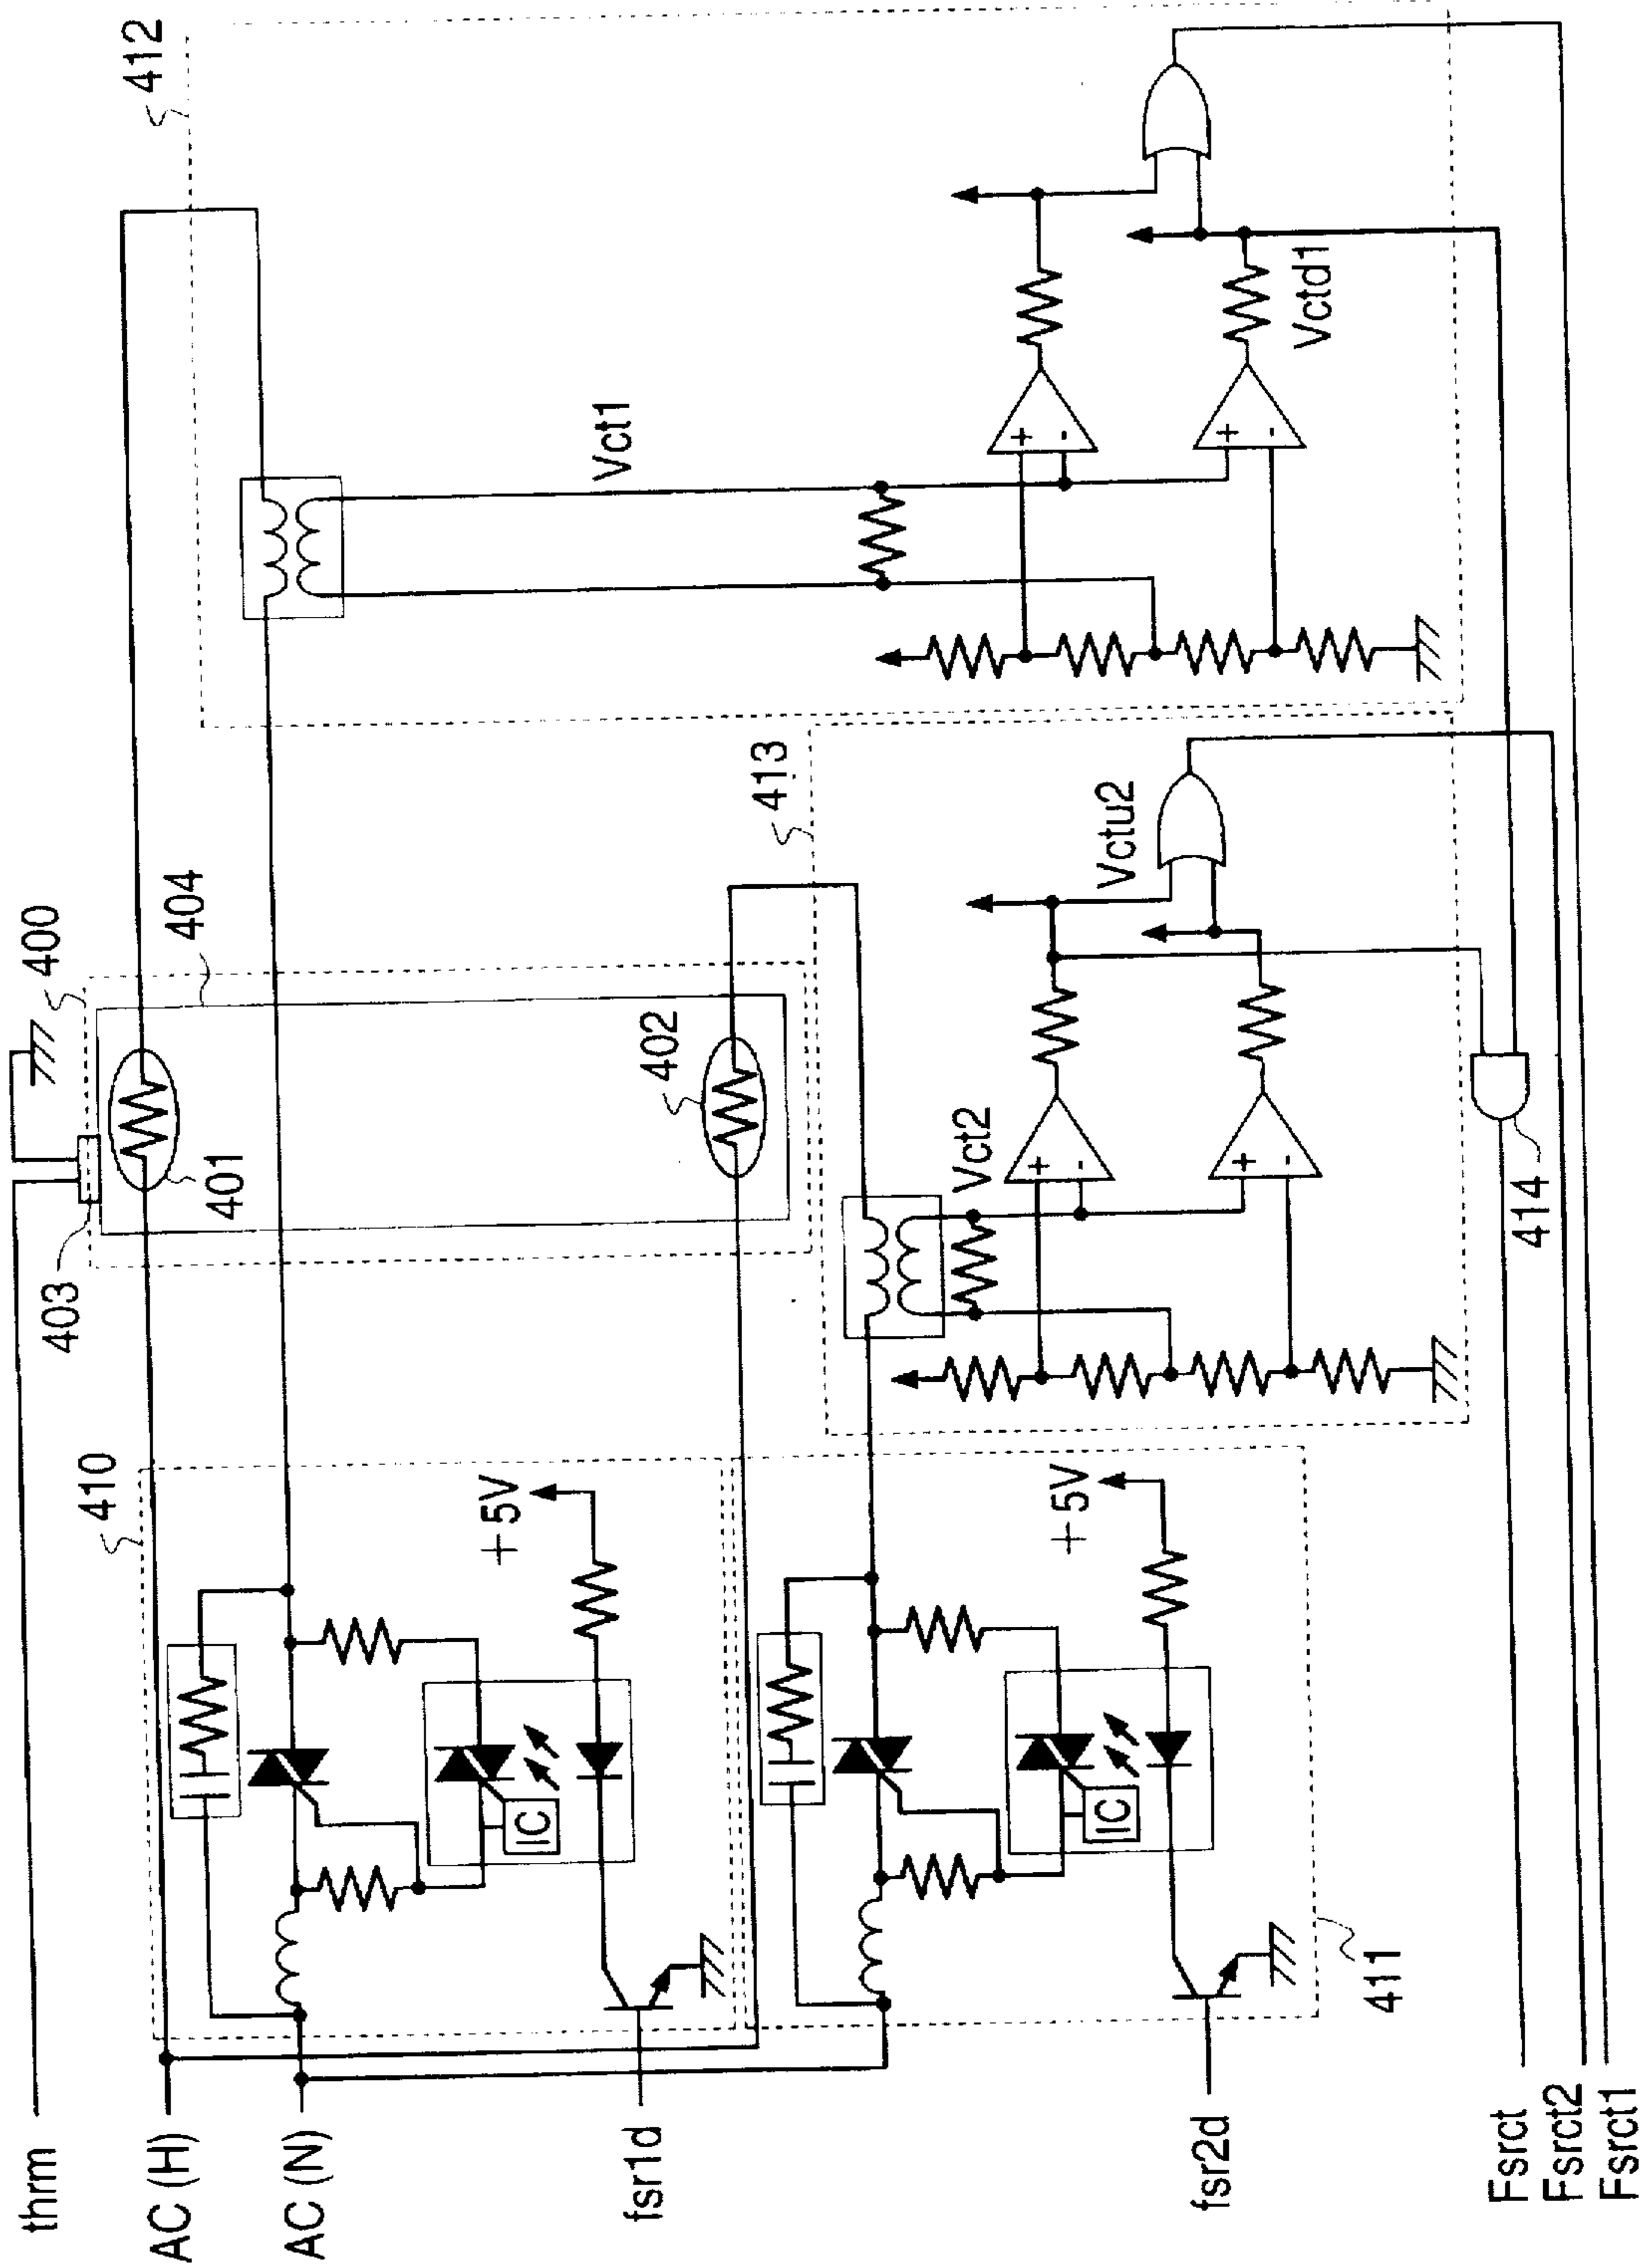 thrm
AC (H)
AC (N)
fsr1d
fsr2d
Fsrct
Fsrct2
Fsrct1
410
+5V
IC
411
+5V
IC
403
400
404
401
402
413
Vct2
+
-
+
-
Vctu2
414
412
Vct1
+
-
+
-
Vctd1